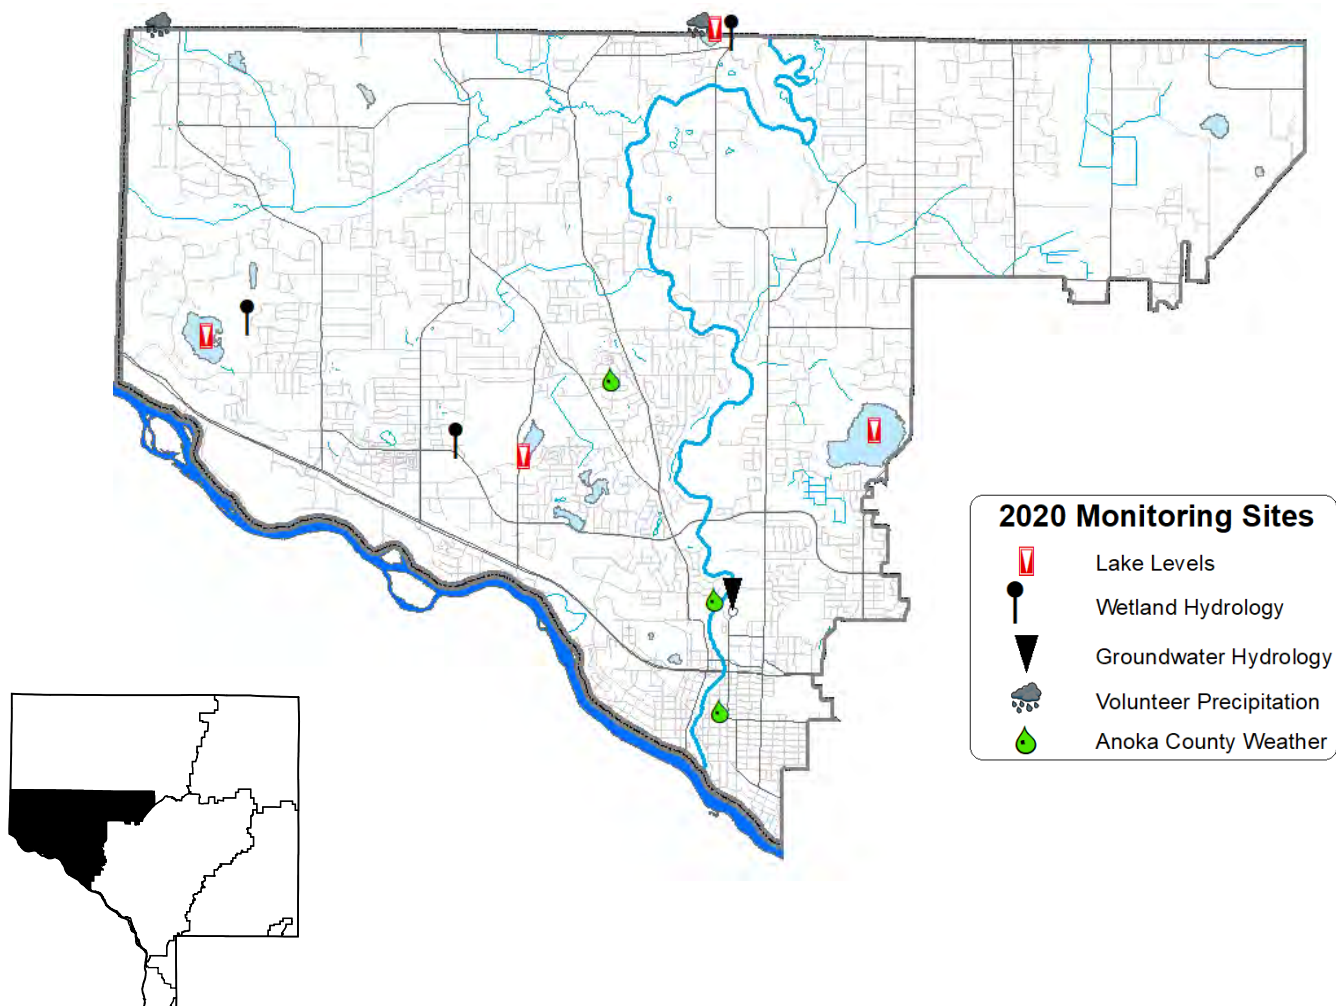 2020 Monitoring Sites
Lake Levels
Wetland Hydrology
Groundwater Hydrology
Volunteer Precipitation
Anoka County Weather